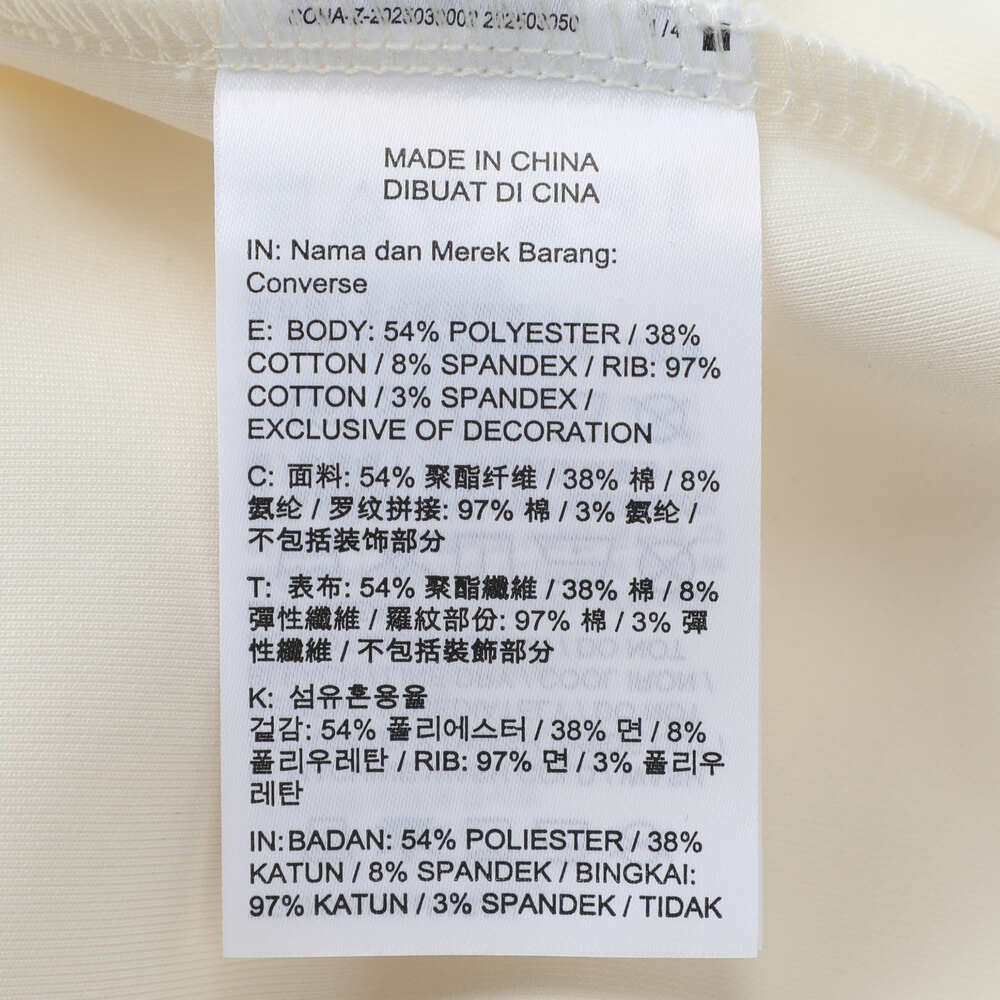 1/4
MADE IN CHINA
DIBUAT DI CINA
IN: Nama dan Merek Barang:
Converse
E: BODY: 54% POLYESTER / 38%
COTTON / 8% SPANDEX / RIB: 97%
COTTON / 3% SPANDEX /
EXCLUSIVE OF DECORATION
C: 面料: 54% 聚酯纤维 / 38% 棉 / 8%
氨纶 / 罗纹拼接: 97% 棉 / 3% 氨纶 /
不包括装饰部分
T: 表布: 54% 聚酯纖維 / 38% 棉 / 8%
彈性纖維 / 羅紋部份: 97% 棉 / 3% 彈
性纖維 / 不包括裝飾部分
K: 섬유혼용율
겉감: 54% 폴리에스터 / 38% 면 / 8%
폴리우레탄 / RIB: 97% 면 / 3% 폴리우
레탄
IN: BADAN: 54% POLIESTER / 38%
KATUN / 8% SPANDEK / BINGKAI:
97% KATUN / 3% SPANDEK / TIDAK